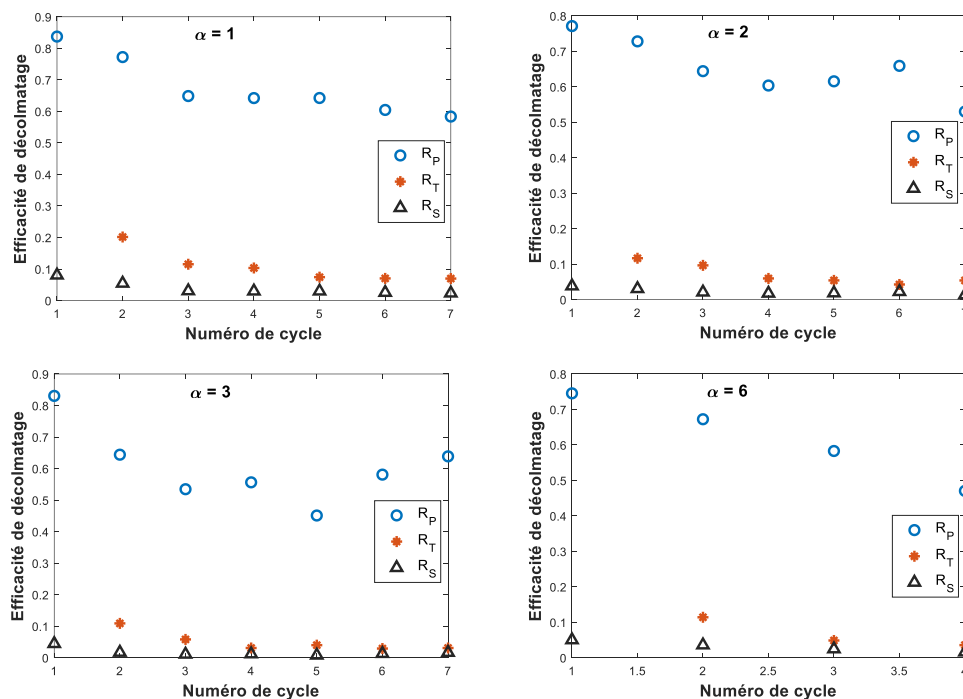 α = 1
0.9
0.8
0.7
0.6
0.5
0.4
0.3
0.2
0.1
0
Efficacité de décolmatage
R_P
R_T
R_S
1 2 3 4 5 6 7
Numéro de cycle
α = 2
0.8
0.7
0.6
0.5
0.4
0.3
0.2
0.1
0
Efficacité de décolmatage
R_P
R_T
R_S
1 2 3 4 5 6 7
Numéro de cycle
α = 3
0.9
0.8
0.7
0.6
0.5
0.4
0.3
0.2
0.1
0
Efficacité de décolmatage
R_P
R_T
R_S
1 2 3 4 5 6 7
Numéro de cycle
α = 6
0.8
0.7
0.6
0.5
0.4
0.3
0.2
0.1
0
Efficacité de décolmatage
R_P
R_T
R_S
1 1.5 2 2.5 3 3.5 4
Numéro de cycle